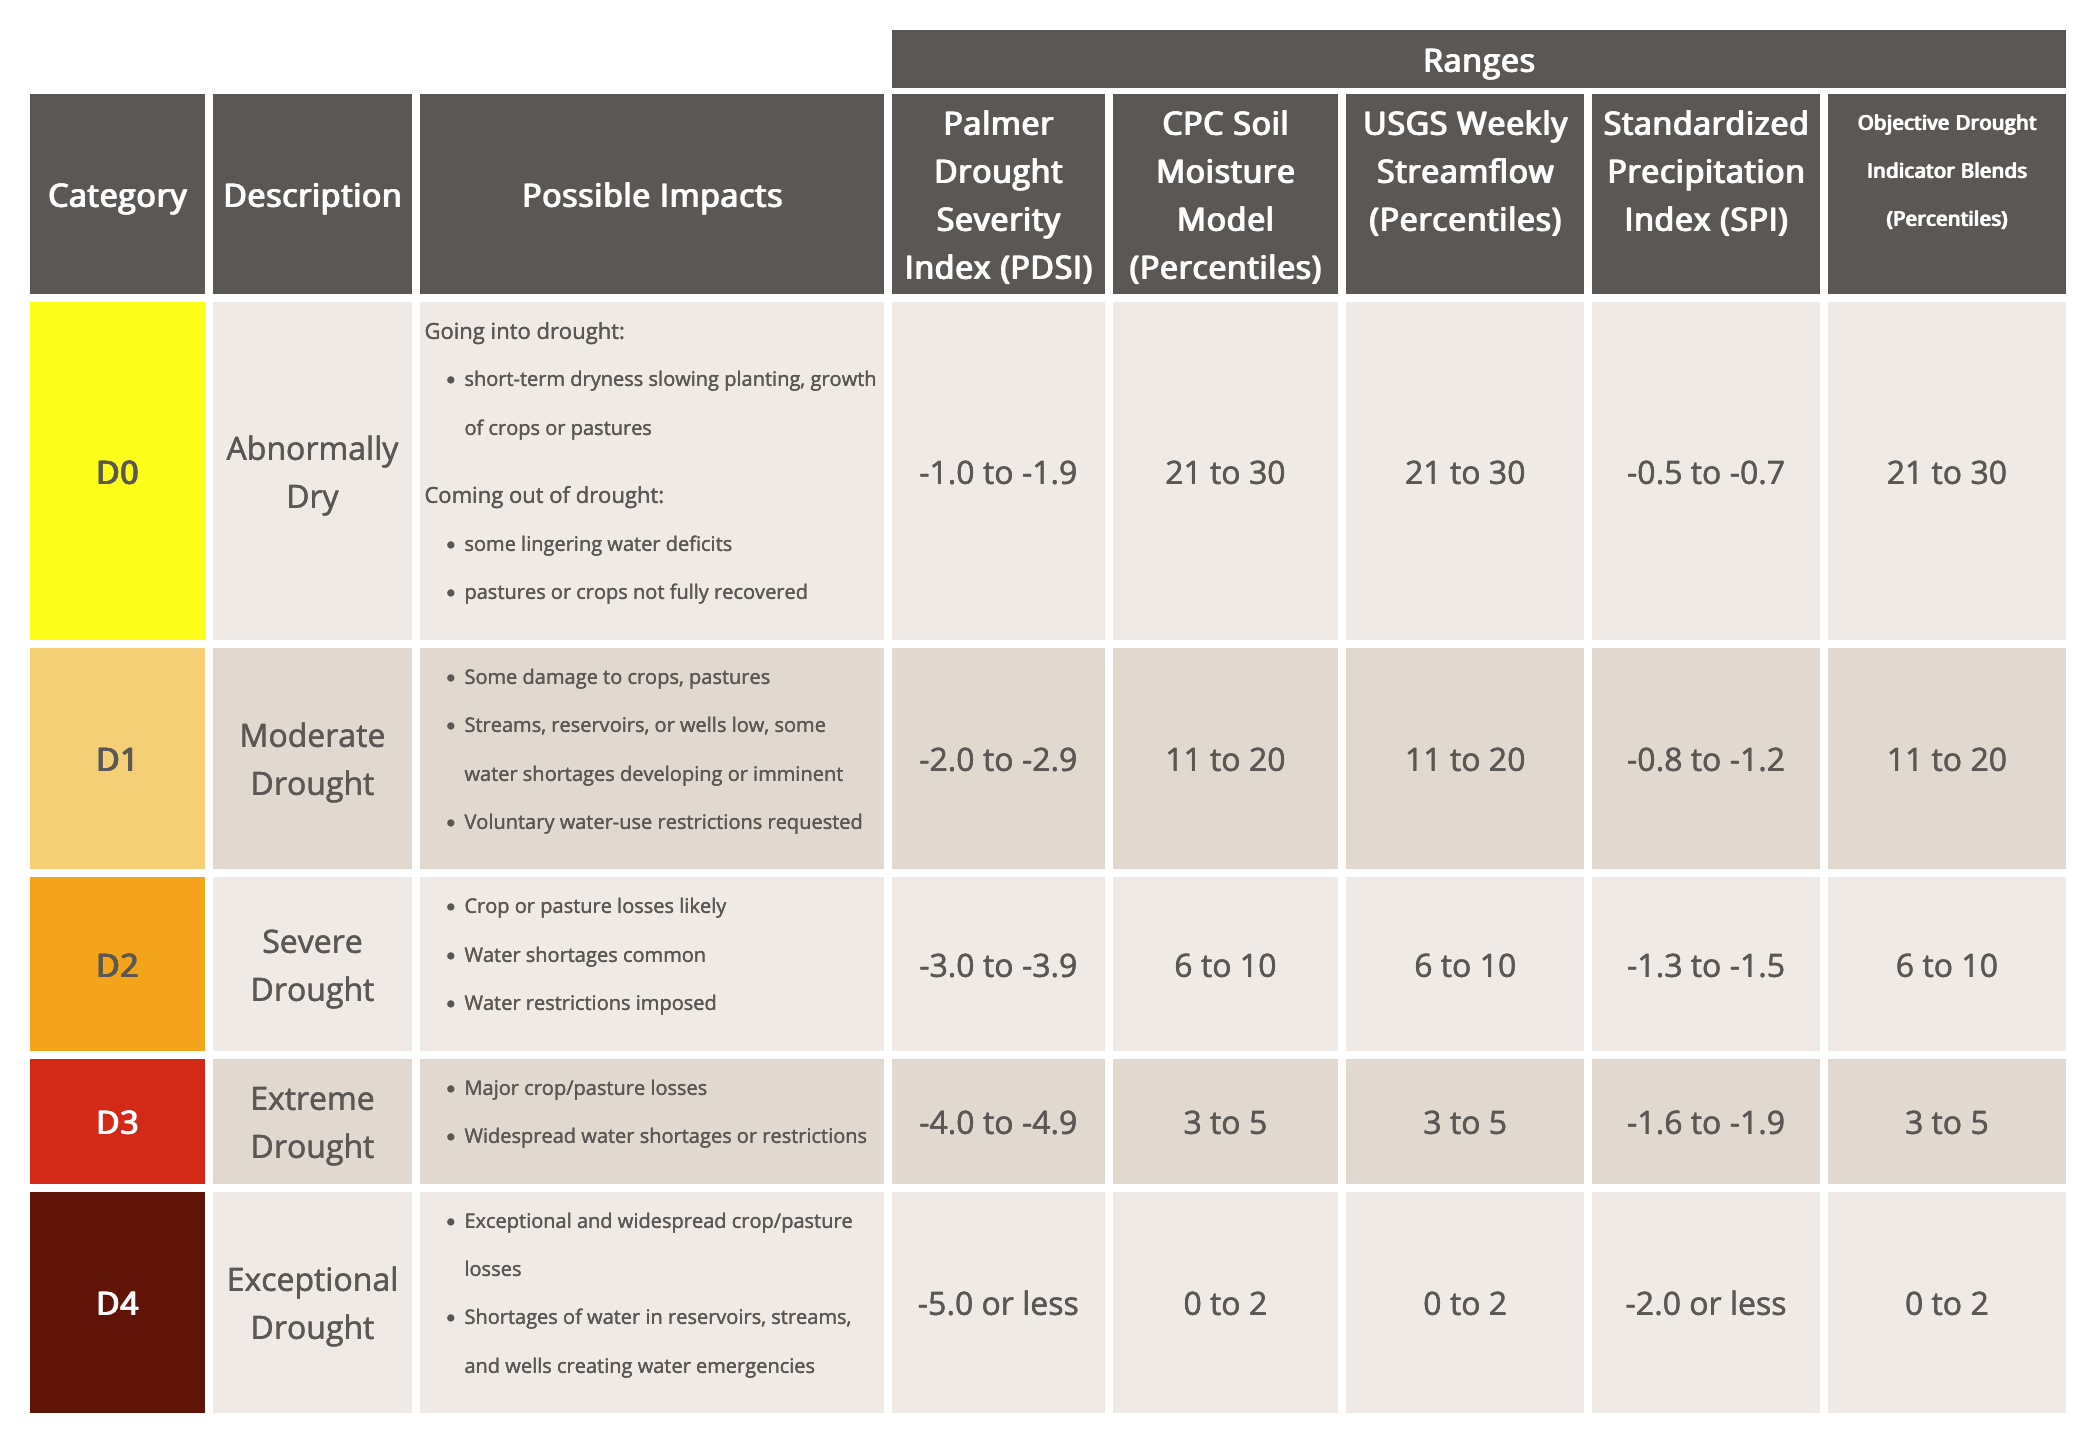 Ranges
Category
Description
Possible Impacts
Palmer
Drought
Severity
Index (PDSI)
CPC Soil
Moisture
Model
(Percentiles)
USGS Weekly
Streamflow
(Percentiles)
Standardized
Precipitation
Index (SPI)
Objective Drought
Indicator Blends
(Percentiles)
D0
Abnormally
Dry
Going into drought:
• short-term dryness slowing planting, growth
of crops or pastures
Coming out of drought:
• some lingering water deficits
• pastures or crops not fully recovered
-1.0 to -1.9
21 to 30
21 to 30
-0.5 to -0.7
21 to 30
D1
Moderate
Drought
• Some damage to crops, pastures
• Streams, reservoirs, or wells low, some
water shortages developing or imminent
• Voluntary water-use restrictions requested
-2.0 to -2.9
11 to 20
11 to 20
-0.8 to -1.2
11 to 20
D2
Severe
Drought
• Crop or pasture losses likely
• Water shortages common
• Water restrictions imposed
-3.0 to -3.9
6 to 10
6 to 10
-1.3 to -1.5
6 to 10
D3
Extreme
Drought
• Major crop/pasture losses
• Widespread water shortages or restrictions
-4.0 to -4.9
3 to 5
3 to 5
-1.6 to -1.9
3 to 5
D4
Exceptional
Drought
• Exceptional and widespread crop/pasture
losses
• Shortages of water in reservoirs, streams,
and wells creating water emergencies
-5.0 or less
0 to 2
0 to 2
-2.0 or less
0 to 2